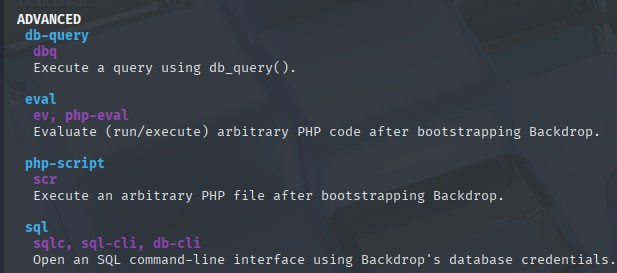 ADVANCED
db-query
dbq
Execute a query using db_query().
eval
ev, php-eval
Evaluate (run/execute) arbitrary PHP code after bootstrapping Backdrop.
php-script
scr
Execute an arbitrary PHP file after bootstrapping Backdrop.
sql
sqlc, sql-cli, db-cli
Open an SQL command-line interface using Backdrop's database credentials.